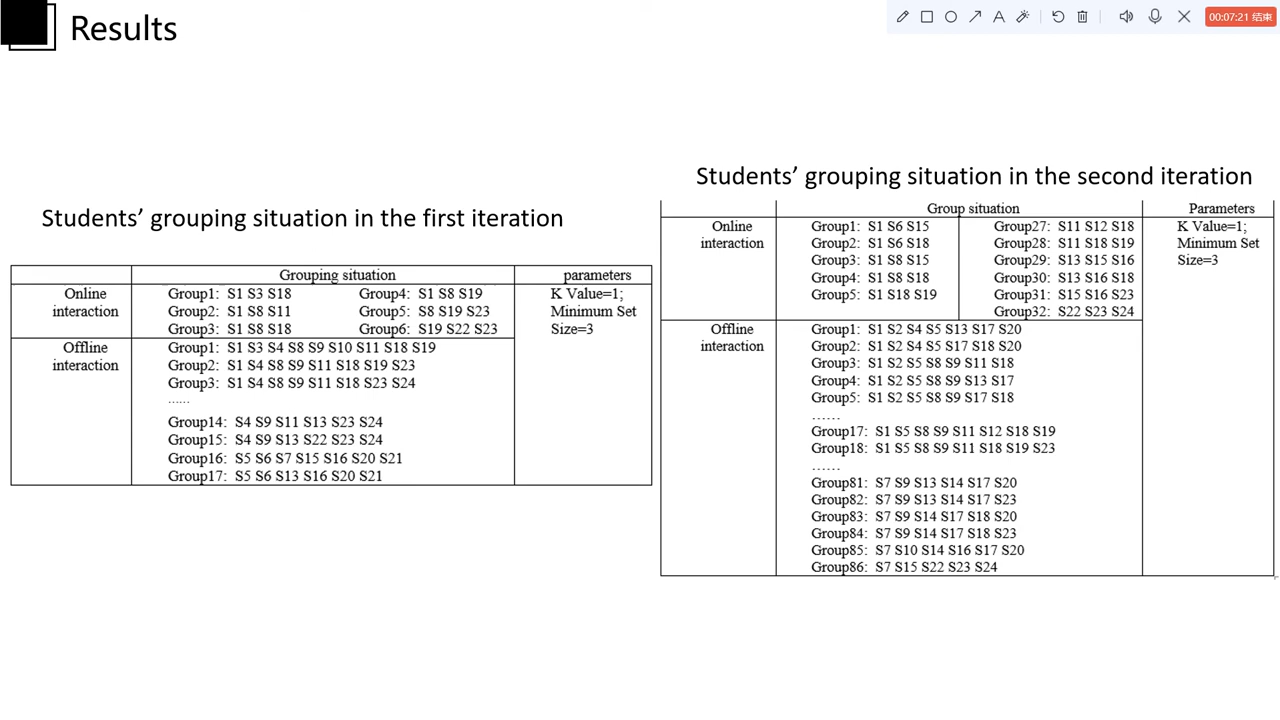 Results
00:07:21 结束
Students’ grouping situation in the first iteration
Grouping situation parameters
Online interaction
Group1: S1 S3 S18 Group4: S1 S8 S19
Group2: S1 S8 S11 Group5: S8 S19 S23
Group3: S1 S8 S18 Group6: S19 S22 S23
K Value=1;
Minimum Set
Size=3
Offline interaction
Group1: S1 S3 S4 S8 S9 S10 S11 S18 S19
Group2: S1 S4 S8 S9 S11 S18 S19 S23
Group3: S1 S4 S8 S9 S11 S18 S23 S24
......
Group14: S4 S9 S11 S13 S23 S24
Group15: S4 S9 S13 S22 S23 S24
Group16: S5 S6 S7 S15 S16 S20 S21
Group17: S5 S6 S13 S16 S20 S21
Students’ grouping situation in the second iteration
Group situation Parameters
Online interaction
Group1: S1 S6 S15 Group27: S11 S12 S18
Group2: S1 S6 S18 Group28: S11 S18 S19
Group3: S1 S8 S15 Group29: S13 S15 S16
Group4: S1 S8 S18 Group30: S13 S16 S18
Group5: S1 S18 S19 Group31: S15 S16 S23
Group32: S22 S23 S24
K Value=1;
Minimum Set
Size=3
Offline interaction
Group1: S1 S2 S4 S5 S13 S17 S20
Group2: S1 S2 S4 S5 S17 S18 S20
Group3: S1 S2 S5 S8 S9 S11 S18
Group4: S1 S2 S5 S8 S9 S13 S17
Group5: S1 S2 S5 S8 S9 S17 S18
......
Group17: S1 S5 S8 S9 S11 S12 S18 S19
Group18: S1 S5 S8 S9 S11 S18 S19 S23
......
Group81: S7 S9 S13 S14 S17 S20
Group82: S7 S9 S13 S14 S17 S23
Group83: S7 S9 S14 S17 S18 S20
Group84: S7 S9 S14 S17 S18 S23
Group85: S7 S10 S14 S16 S17 S20
Group86: S7 S15 S22 S23 S24